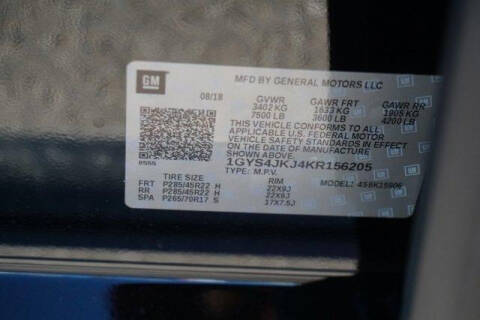 GM
MFD BY GENERAL MOTORS LLC
08/18 GVWR GAWR FRT GAWR RR
3402 KG 1633 KG 1905 KG
7500 LB 3600 LB 4200 LB
THIS VEHICLE CONFORMS TO ALL
APPLICABLE U.S. FEDERAL MOTOR
VEHICLE SAFETY STANDARDS IN EFFECT
ON THE DATE OF MANUFACTURE
SHOWN ABOVE.
1GYS4JKJ4KR156205
TYPE: M.P.V. MODEL:
TIRE SIZE RIM
FRT P285/45R22 H 22X9J
RR P285/45R22 H 22X9J
SPA P265/70R17 S 17X7.5J